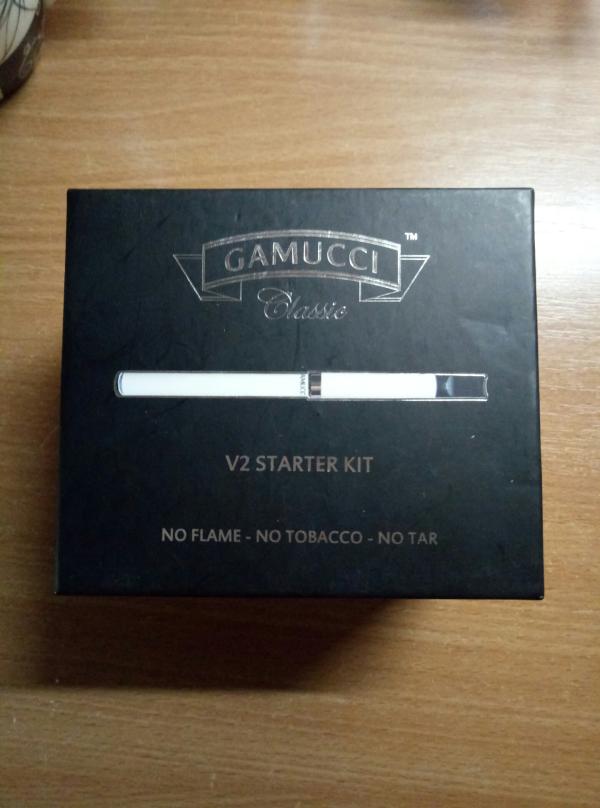 GAMUCCI
TM
Classic
V2 STARTER KIT
NO FLAME - NO TOBACCO - NO TAR